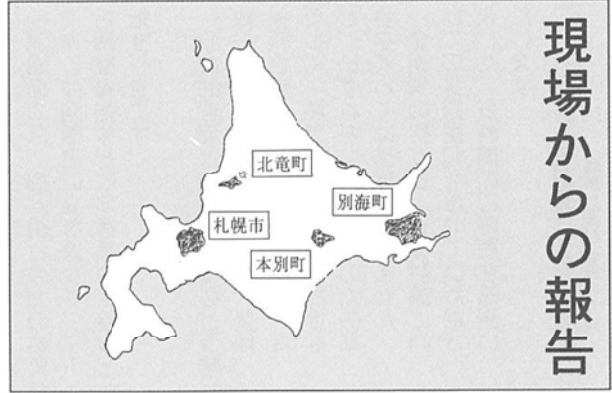 現場からの報告
北竜町
別海町
札幌市
本別町